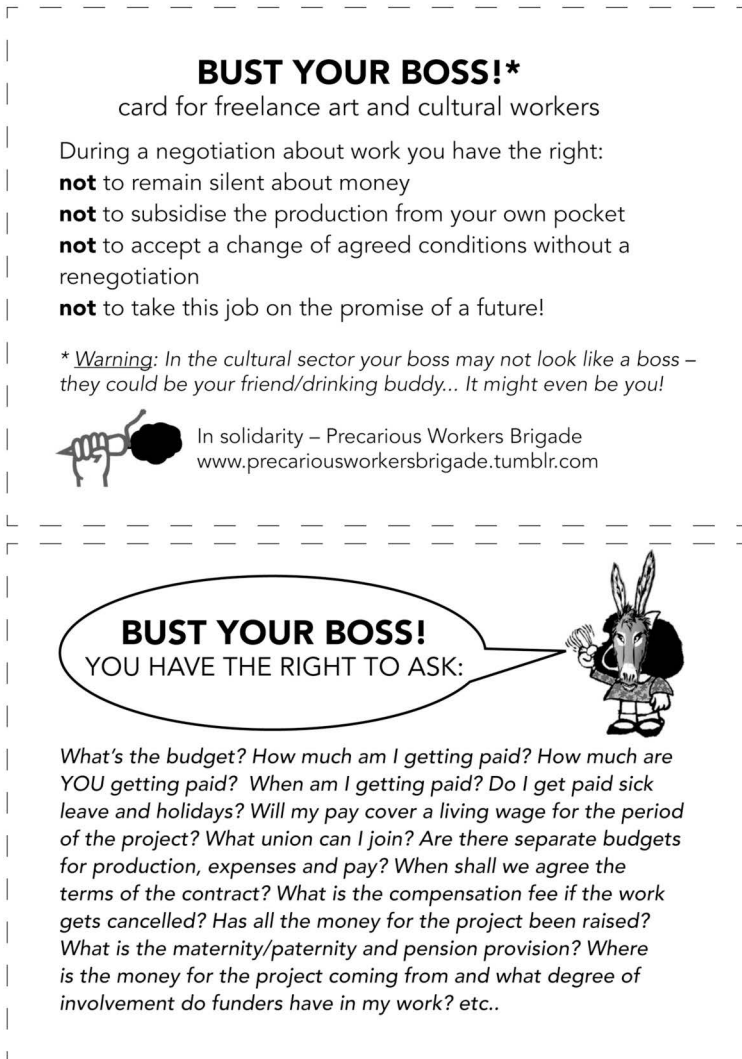 BUST YOUR BOSS!*
card for freelance art and cultural workers
During a negotiation about work you have the right:
not to remain silent about money
not to subsidise the production from your own pocket
not to accept a change of agreed conditions without a
renegotiation
not to take this job on the promise of a future!
* Warning: In the cultural sector your boss may not look like a boss –
they could be your friend/drinking buddy... It might even be you!
In solidarity – Precarious Workers Brigade
www.precariousworkersbrigade.tumblr.com
BUST YOUR BOSS!
YOU HAVE THE RIGHT TO ASK:
What's the budget? How much am I getting paid? How much are
YOU getting paid?  When am I getting paid? Do I get paid sick
leave and holidays? Will my pay cover a living wage for the period
of the project? What union can I join? Are there separate budgets
for production, expenses and pay? When shall we agree the
terms of the contract? What is the compensation fee if the work
gets cancelled? Has all the money for the project been raised?
What is the maternity/paternity and pension provision? Where
is the money for the project coming from and what degree of
involvement do funders have in my work? etc..